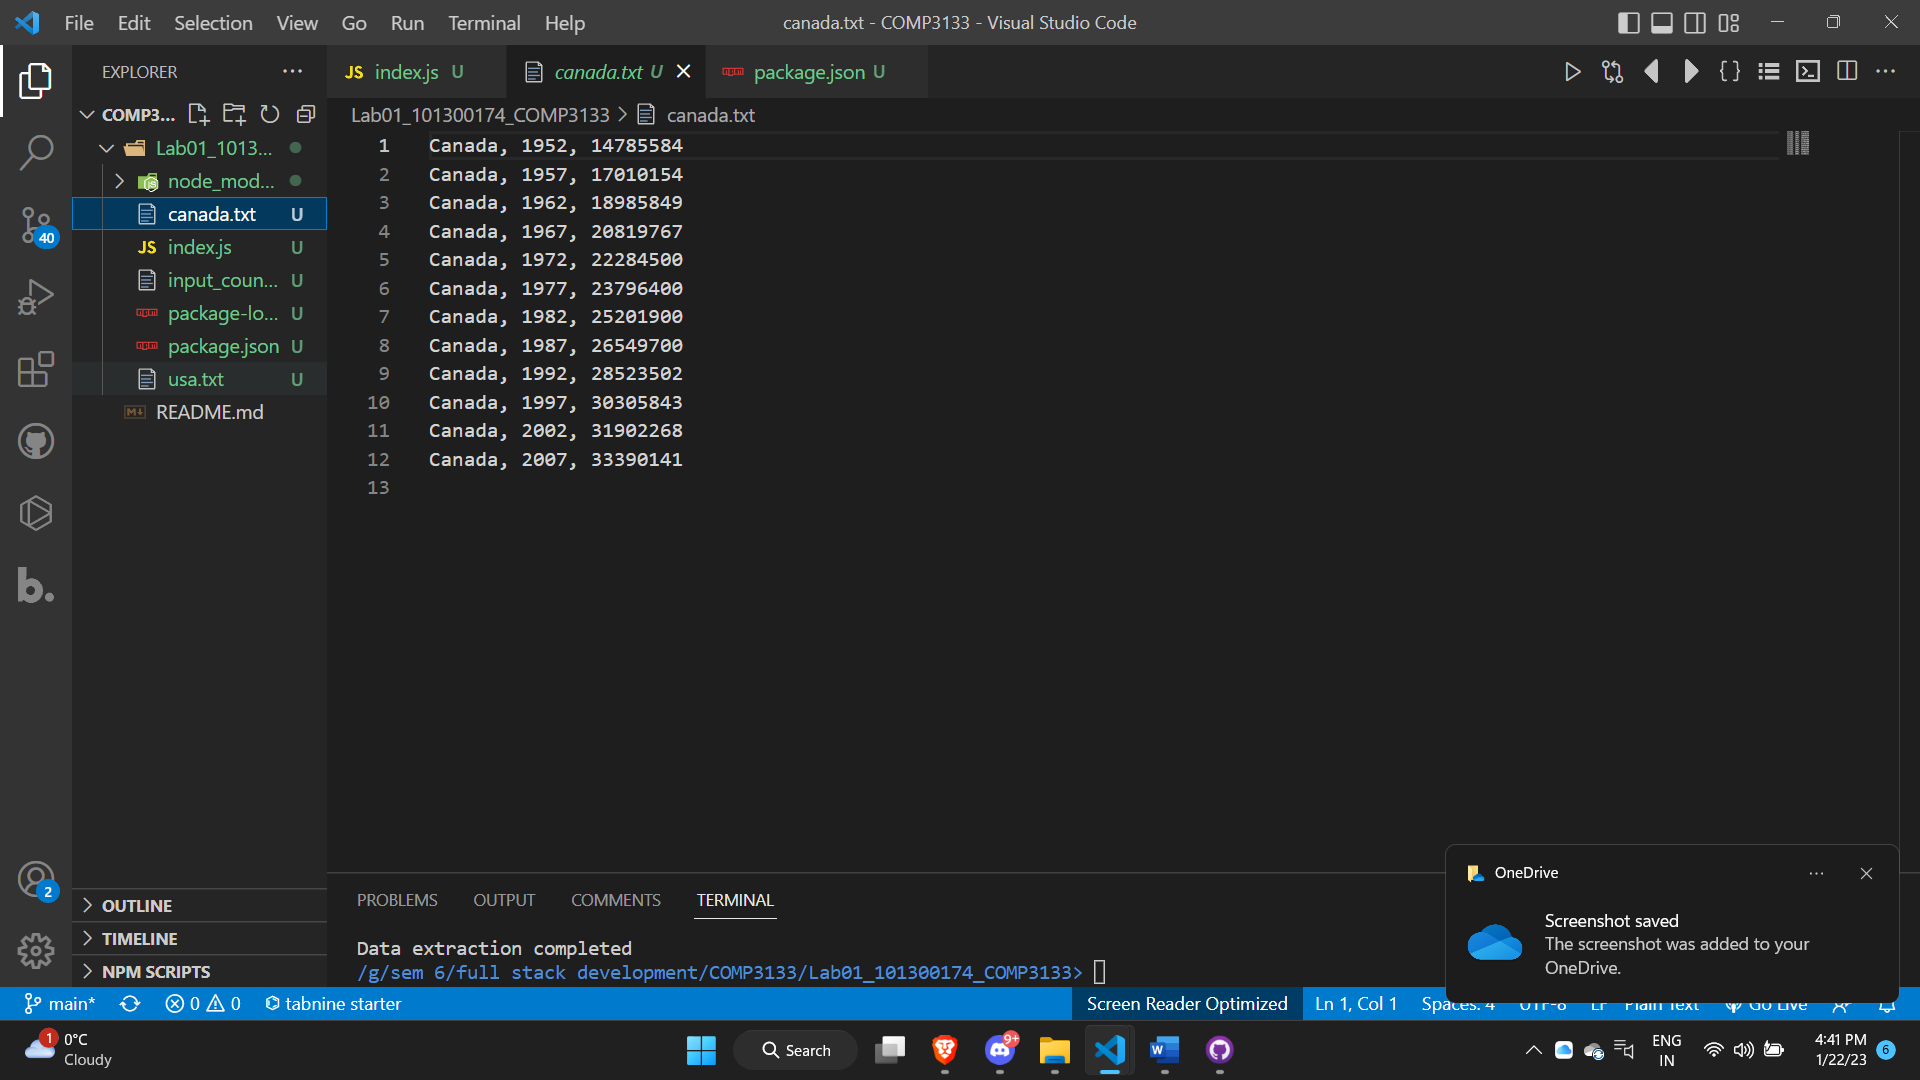 File Edit Selection View Go Run Terminal Help
canada.txt - COMP3133 - Visual Studio Code
EXPLORER
COMP3...
Lab01_1013...
node_mod...
canada.txt U
JS index.js U
input_coun... U
package-lo... U
package.json U
usa.txt U
README.md
40
2
OUTLINE
TIMELINE
NPM SCRIPTS
JS index.js U
canada.txt U
package.json U
Lab01_101300174_COMP3133 > canada.txt
1 Canada, 1952, 14785584
2 Canada, 1957, 17010154
3 Canada, 1962, 18985849
4 Canada, 1967, 20819767
5 Canada, 1972, 22284500
6 Canada, 1977, 23796400
7 Canada, 1982, 25201900
8 Canada, 1987, 26549700
9 Canada, 1992, 28523502
10 Canada, 1997, 30305843
11 Canada, 2002, 31902268
12 Canada, 2007, 33390141
13
PROBLEMS OUTPUT COMMENTS TERMINAL
Data extraction completed
/g/sem 6/full stack development/COMP3133/Lab01_101300174_COMP3133>
OneDrive
Screenshot saved
The screenshot was added to your
OneDrive.
main* 0 0 tabnine starter
Screen Reader Optimized Ln 1, Col 1 Spaces: 4 UTF-8 LF Plain Text Go Live
1
0°C
Cloudy
Search
9+
ENG
IN
4:41 PM
1/22/23
6